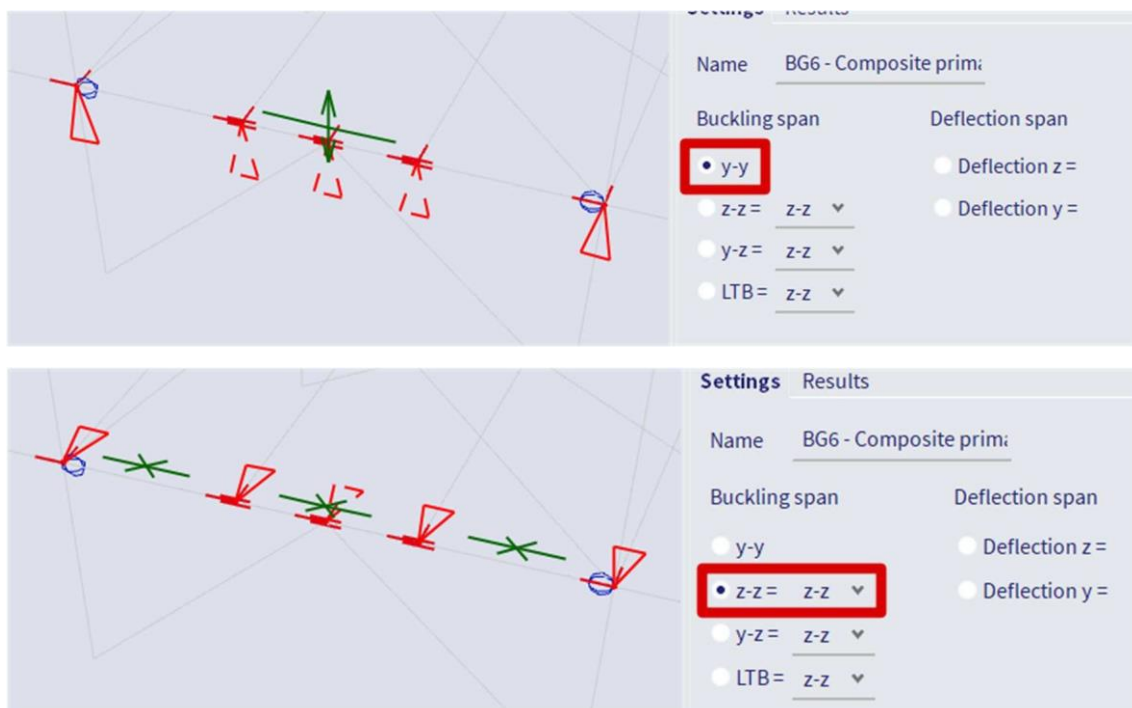 Settings Results
Name BG6 - Composite prima
Buckling span Deflection span
y-y Deflection z =
z-z = z-z Deflection y =
y-z = z-z
LTB = z-z
Settings Results
Name BG6 - Composite prima
Buckling span Deflection span
y-y Deflection z =
z-z = z-z Deflection y =
y-z = z-z
LTB = z-z